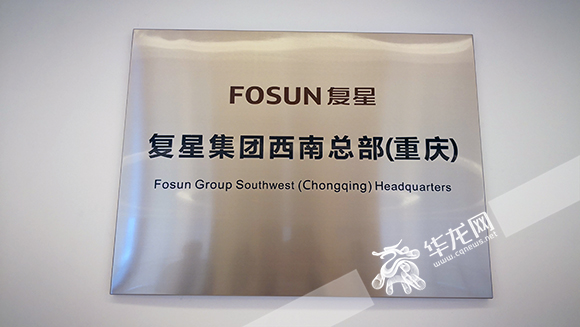 FOSUN 复星
复星集团西南总部(重庆)
Fosun Group Southwest (Chongqing) Headquarters
华龙网
www.cqnews.net